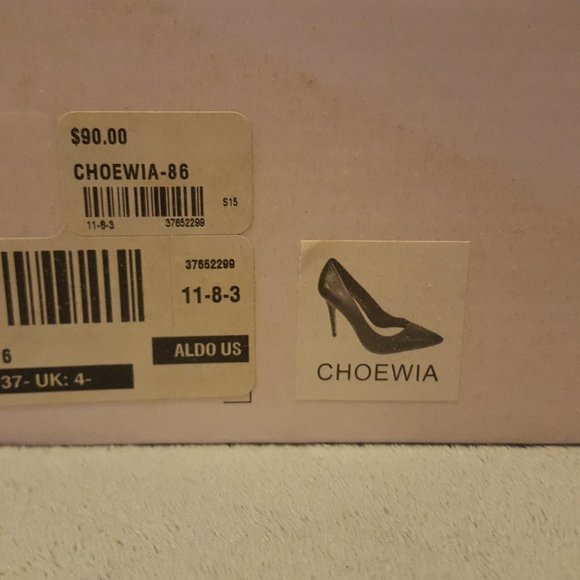 $90.00
CHOEWIA-86
S15
11-8-3 37652299
37652299
11-8-3
6
ALDO US
37- UK: 4-
CHOEWIA